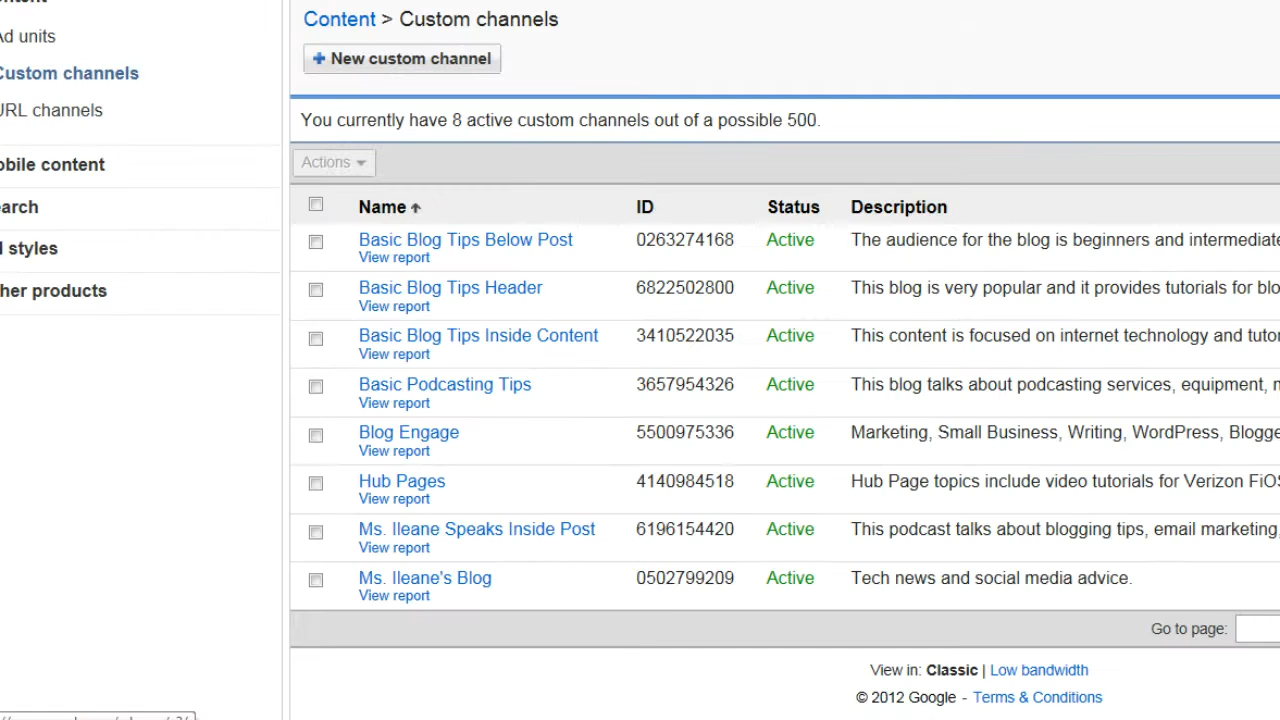 Content > Custom channels
Ad units
New custom channel
Custom channels
URL channels
You currently have 8 active custom channels out of a possible 500.
Actions
Name ID Status Description
Basic Blog Tips Below Post 0263274168 Active The audience for the blog is beginners and intermediate
View report
Basic Blog Tips Header 6822502800 Active This blog is very popular and it provides tutorials for blo
View report
Basic Blog Tips Inside Content 3410522035 Active This content is focused on internet technology and tutor
View report
Basic Podcasting Tips 3657954326 Active This blog talks about podcasting services, equipment, m
View report
Blog Engage 5500975336 Active Marketing, Small Business, Writing, WordPress, Blogge
View report
Hub Pages 4140984518 Active Hub Page topics include video tutorials for Verizon FiOS
View report
Ms. Ileane Speaks Inside Post 6196154420 Active This podcast talks about blogging tips, email marketing,
View report
Ms. Ileane's Blog 0502799209 Active Tech news and social media advice.
View report
obile content
earch
styles
her products
Go to page:
View in: Classic | Low bandwidth
© 2012 Google - Terms & Conditions